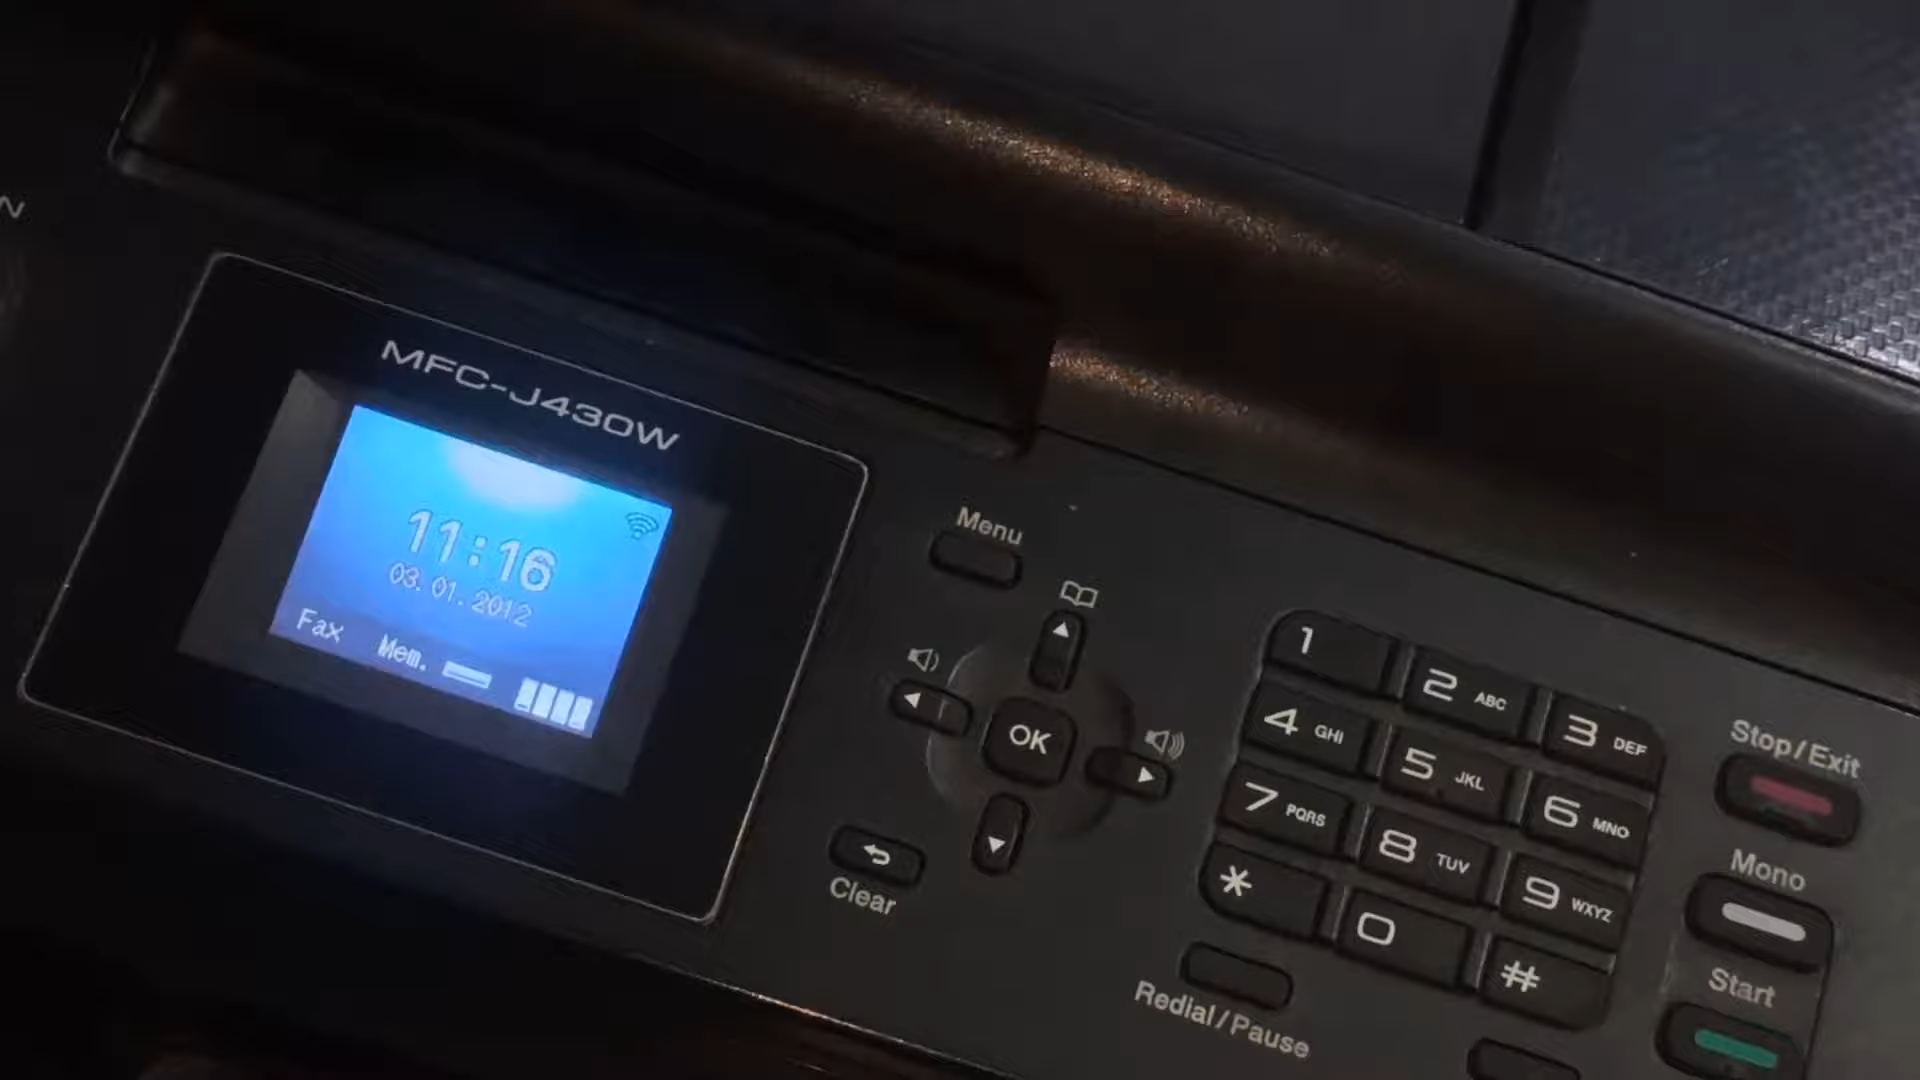 MFC-J430W
11:16
03.01.2012
Fax Mem.
Menu
OK
Clear
1
2 ABC
3 DEF
4 GHI
5 JKL
6 MNO
7 PQRS
8 TUV
9 WXYZ
*
0
#
Redial/Pause
Stop/Exit
Mono
Start